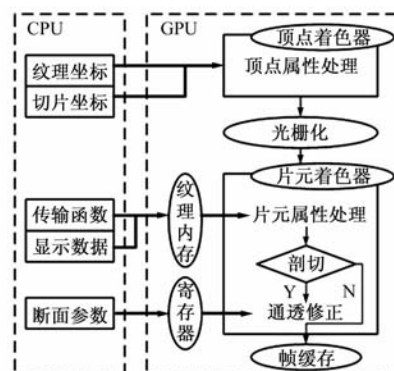 CPU
GPU
顶点着色器
纹理坐标
顶点属性处理
切片坐标
光栅化
片元着色器
传输函数
纹理内存
片元属性处理
显示数据
剖切
Y
N
断面参数
寄存器
通透修正
帧缓存